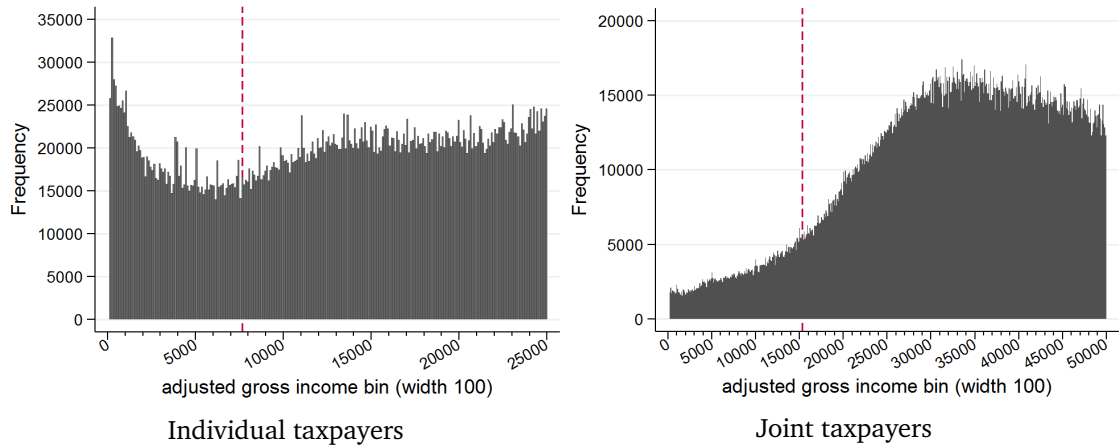 35000
30000
25000
20000
15000
10000
5000
0
Frequency
0 5000 10000 15000 20000 25000
adjusted gross income bin (width 100)
Individual taxpayers
20000
15000
10000
5000
0
Frequency
0 5000 10000 15000 20000 25000 30000 35000 40000 45000 50000
adjusted gross income bin (width 100)
Joint taxpayers